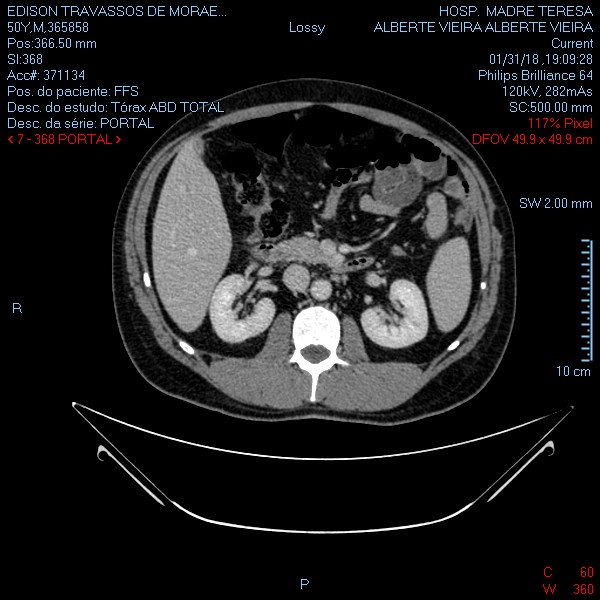 EDISON TRAVASSOS DE MORAE...
50Y,M,365858
Pos:366.50 mm
SI:368
Acc#: 371134
Pos. do paciente: FFS
Desc. do estudo: Tórax ABD TOTAL
Desc. da série: PORTAL
< 7 - 368 PORTAL >
Lossy
HOSP. MADRE TERESA
ALBERTE VIEIRA ALBERTE VIEIRA
Current
01/31/18 ,19:09:28
Philips Brilliance 64
120kV, 282mAs
SC:500.00 mm
117% Pixel
DFOV 49.9 x 49.9 cm
SW 2.00 mm
R
10 cm
P
C 60
W 360